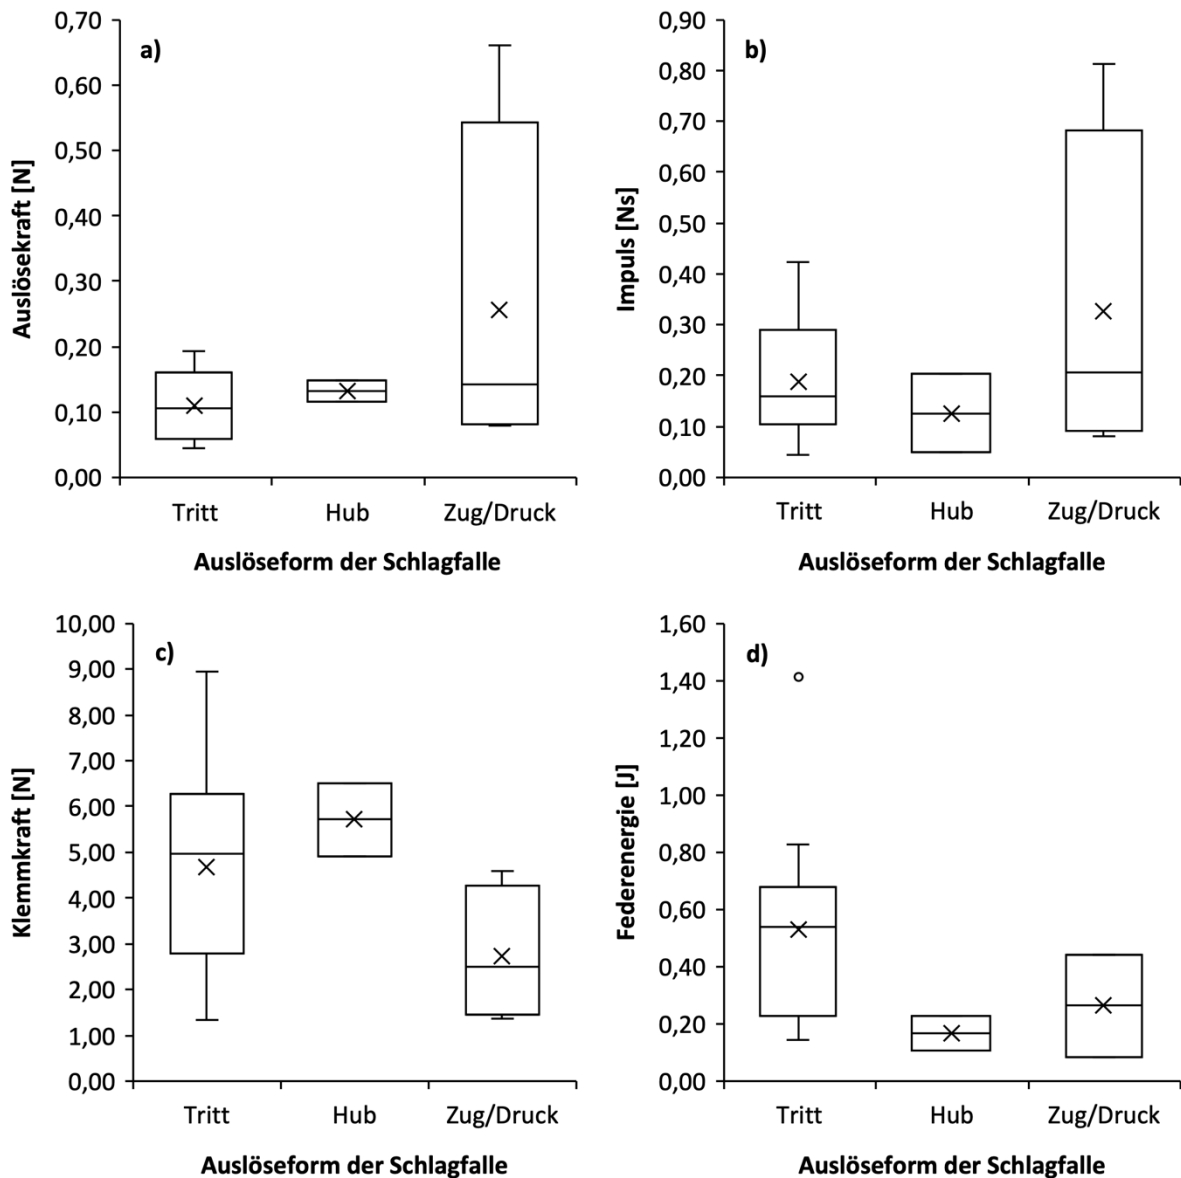 a)
Auslösekraft [N]
0,70
0,60
0,50
0,40
0,30
0,20
0,10
0,00
Tritt Hub Zug/Druck
Auslöseform der Schlagfalle
b)
Impuls [Ns]
0,90
0,80
0,70
0,60
0,50
0,40
0,30
0,20
0,10
0,00
Tritt Hub Zug/Druck
Auslöseform der Schlagfalle
c)
Klemmkraft [N]
10,00
9,00
8,00
7,00
6,00
5,00
4,00
3,00
2,00
1,00
0,00
Tritt Hub Zug/Druck
Auslöseform der Schlagfalle
d)
Federenergie [J]
1,60
1,40
1,20
1,00
0,80
0,60
0,40
0,20
0,00
Tritt Hub Zug/Druck
Auslöseform der Schlagfalle